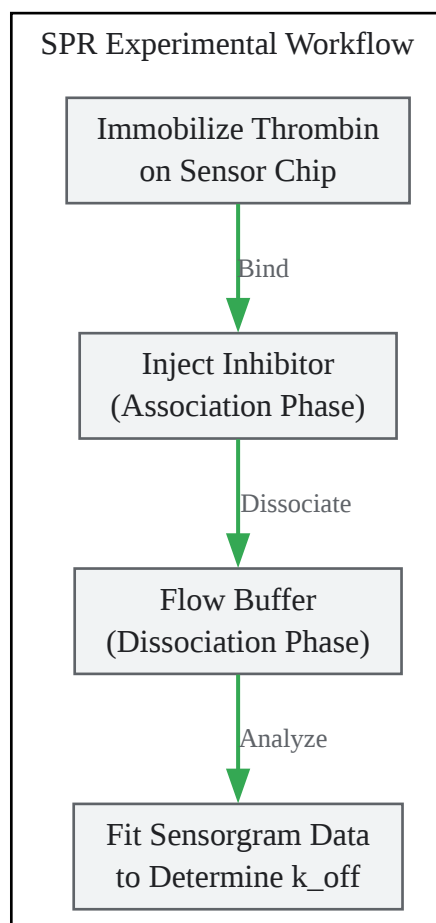 SPR Experimental Workflow
Immobilize Thrombin
on Sensor Chip
Bind
Inject Inhibitor
(Association Phase)
Dissociate
Flow Buffer
(Dissociation Phase)
Analyze
Fit Sensorgram Data
to Determine k_off